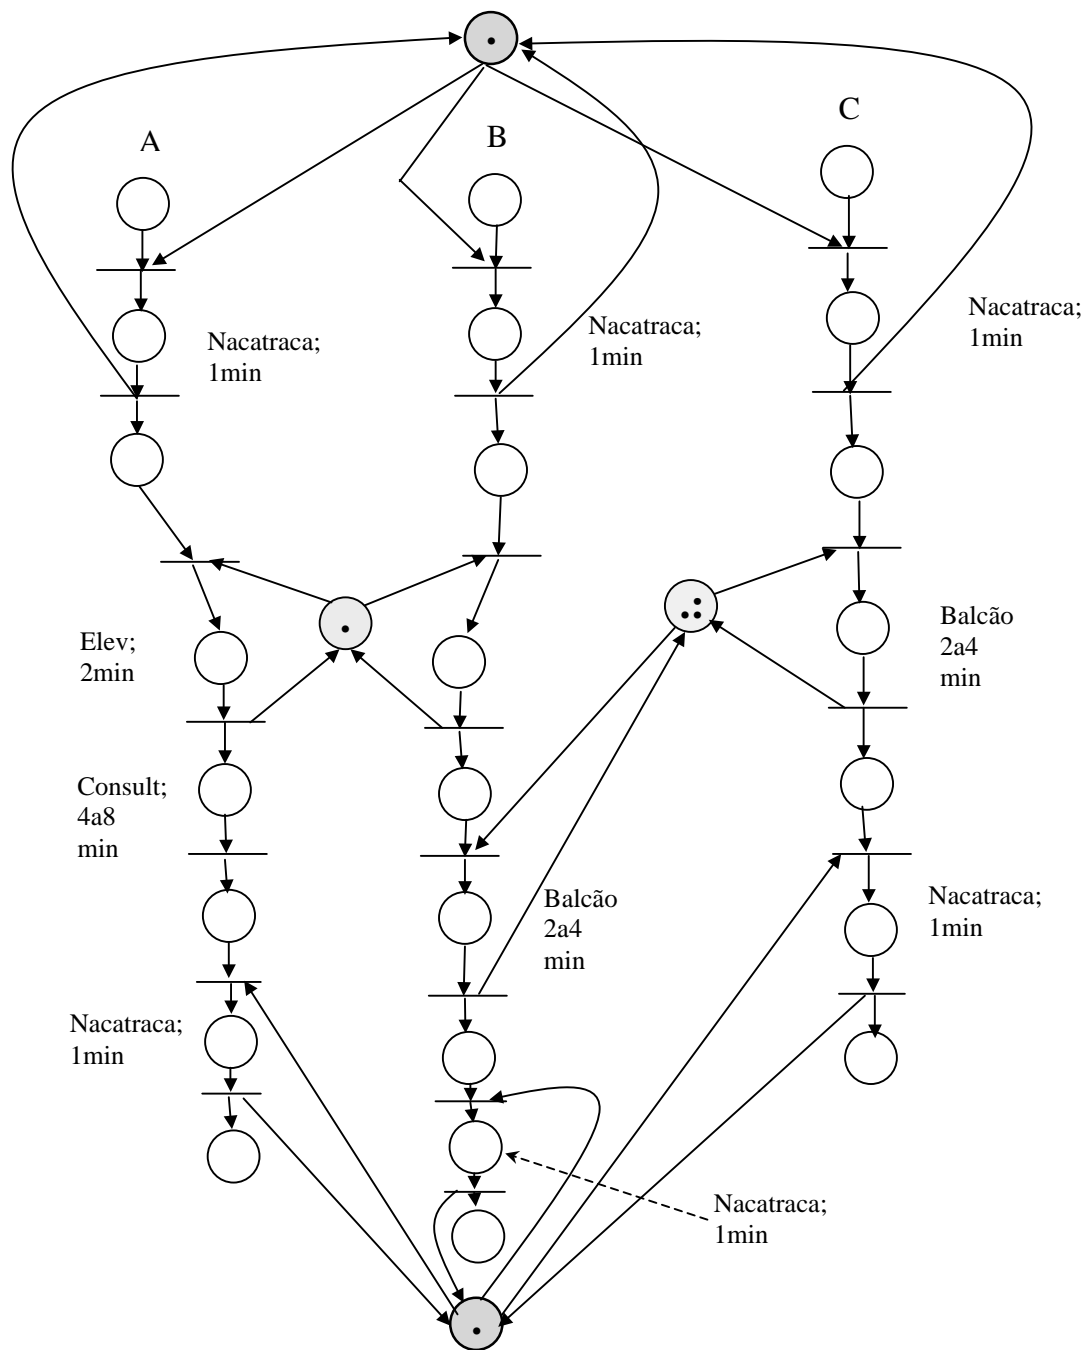 A
B
C
Nacatraca;
1min
Nacatraca;
1min
Nacatraca;
1min
Elev;
2min
Balcão
2a4
min
Consult;
4a8
min
Balcão
2a4
min
Nacatraca;
1min
Nacatraca;
1min
Nacatraca;
1min